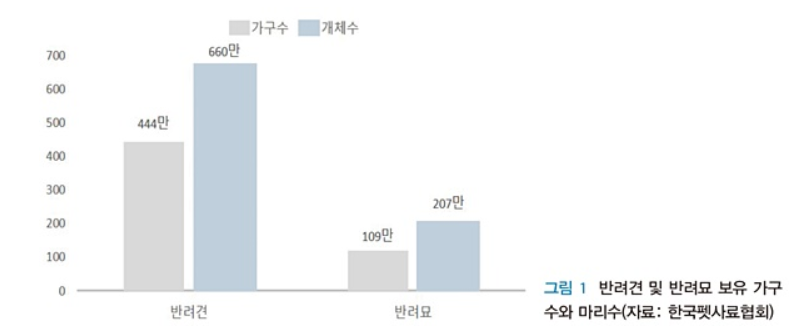 가구수 개체수
700
600
500
400
300
200
100
0
444만
660만
109만
207만
반려견
반려묘
그림 1 반려견 및 반려묘 보유 가구
수와 마리수(자료: 한국펫사료협회)